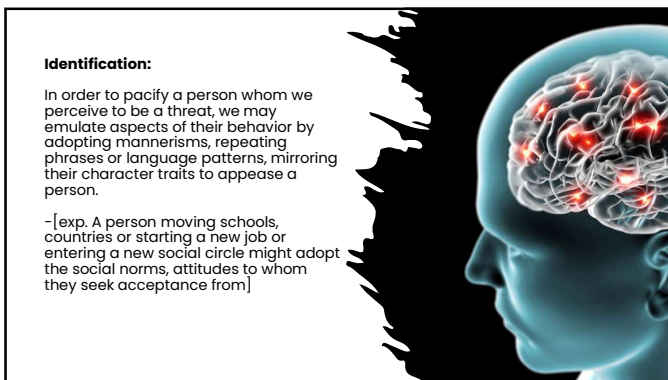 Identification:
In order to pacify a person whom we
perceive to be a threat, we may
emulate aspects of their behavior by
adopting mannerisms, repeating
phrases or language patterns, mirroring
their character traits to appease a
person.
-[exp. A person moving schools,
countries or starting a new job or
entering a new social circle might adopt
the social norms, attitudes to whom
they seek acceptance from]